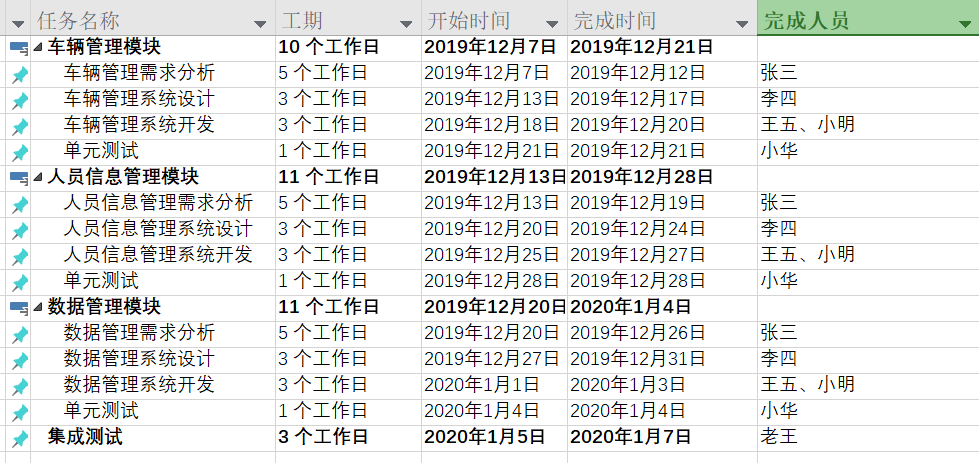 任务名称 工期 开始时间 完成时间 完成人员
车辆管理模块 10 个工作日 2019年12月7日 2019年12月21日
车辆管理需求分析 5 个工作日 2019年12月7日 2019年12月12日 张三
车辆管理系统设计 3 个工作日 2019年12月13日 2019年12月17日 李四
车辆管理系统开发 3 个工作日 2019年12月18日 2019年12月20日 王五、小明
单元测试 1 个工作日 2019年12月21日 2019年12月21日 小华
人员信息管理模块 11 个工作日 2019年12月13日 2019年12月28日
人员信息管理需求分析 5 个工作日 2019年12月13日 2019年12月19日 张三
人员信息管理系统设计 3 个工作日 2019年12月20日 2019年12月24日 李四
人员信息管理系统开发 3 个工作日 2019年12月25日 2019年12月27日 王五、小明
单元测试 1 个工作日 2019年12月28日 2019年12月28日 小华
数据管理模块 11 个工作日 2019年12月20日 2020年1月4日
数据管理需求分析 5 个工作日 2019年12月20日 2019年12月26日 张三
数据管理系统设计 3 个工作日 2019年12月27日 2019年12月31日 李四
数据管理系统开发 3 个工作日 2020年1月1日 2020年1月3日 王五、小明
单元测试 1 个工作日 2020年1月4日 2020年1月4日 小华
集成测试 3 个工作日 2020年1月5日 2020年1月7日 老王